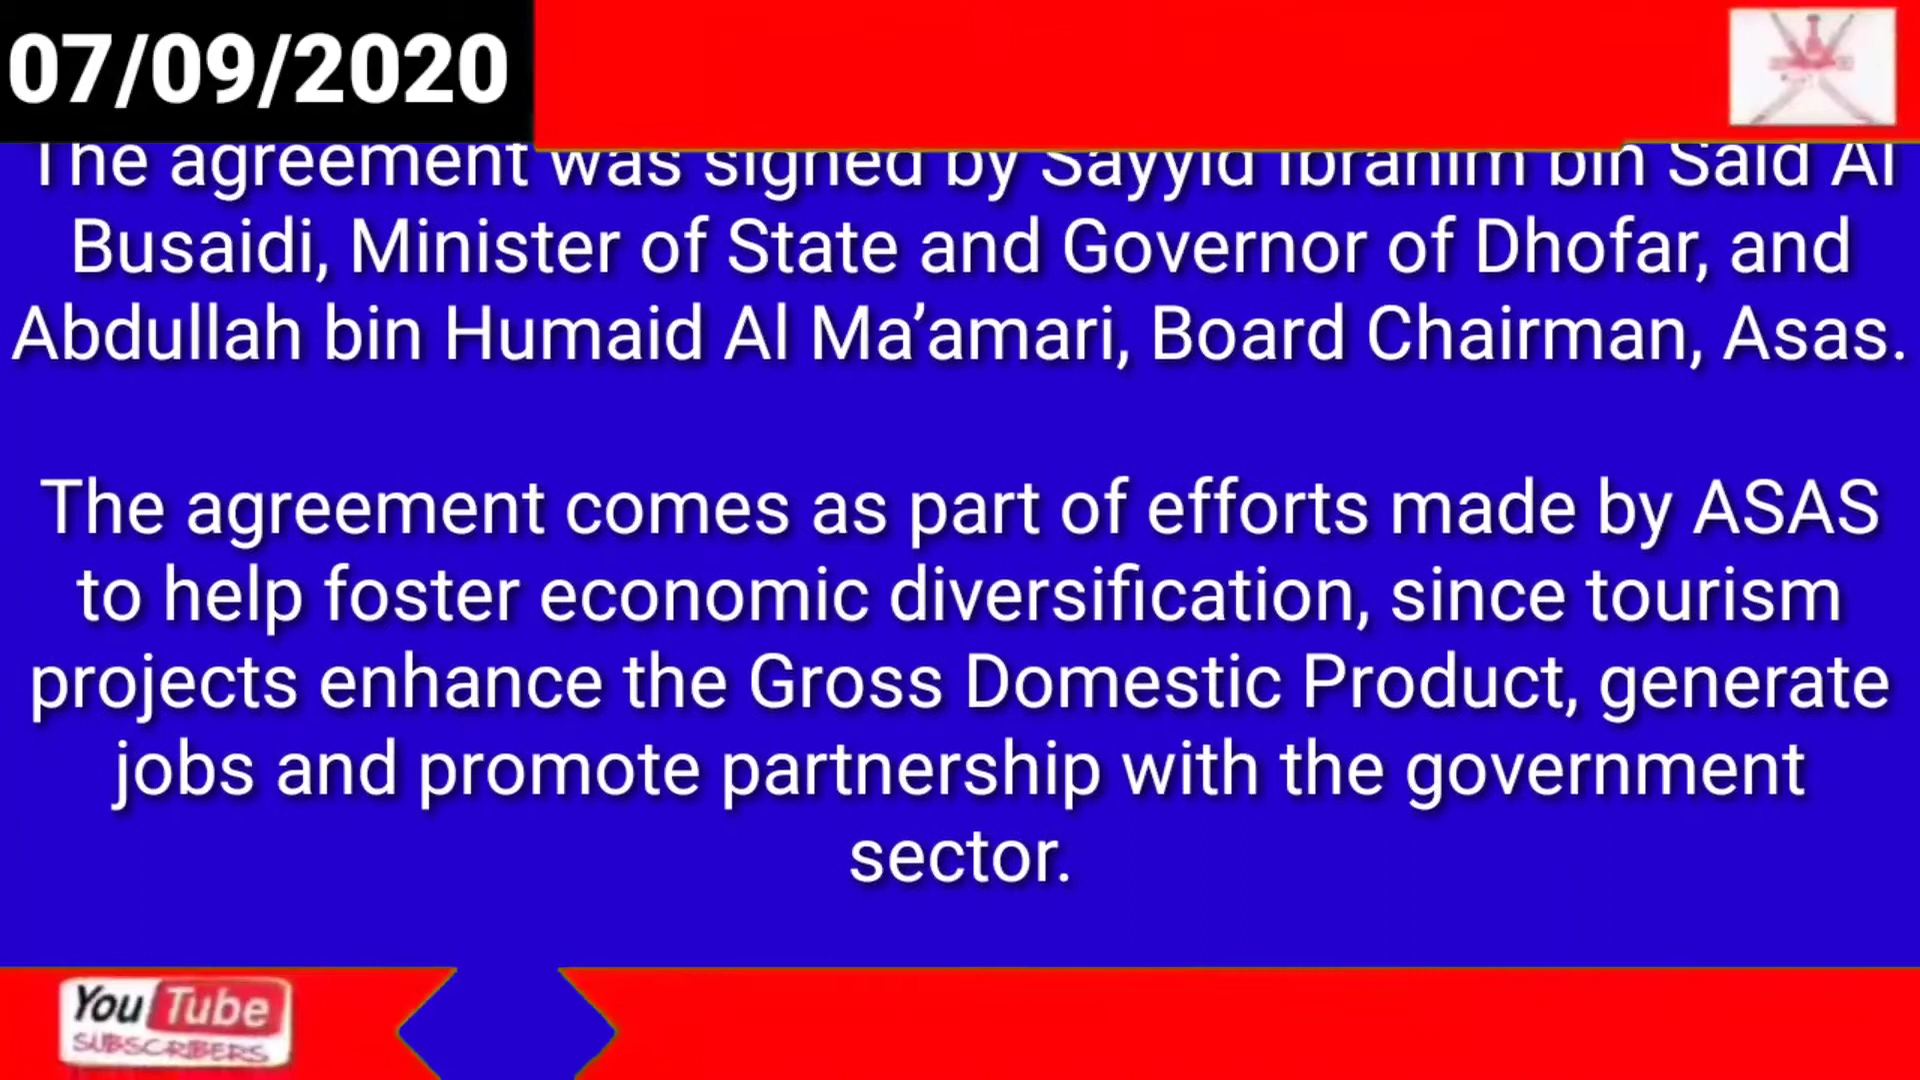 07/09/2020
The agreement was signed by Sayyid Ibrahim bin Said Al
Busaidi, Minister of State and Governor of Dhofar, and
Abdullah bin Humaid Al Ma’amari, Board Chairman, Asas.
The agreement comes as part of efforts made by ASAS
to help foster economic diversification, since tourism
projects enhance the Gross Domestic Product, generate
jobs and promote partnership with the government
sector.
YouTube
SUBSCRIBERS